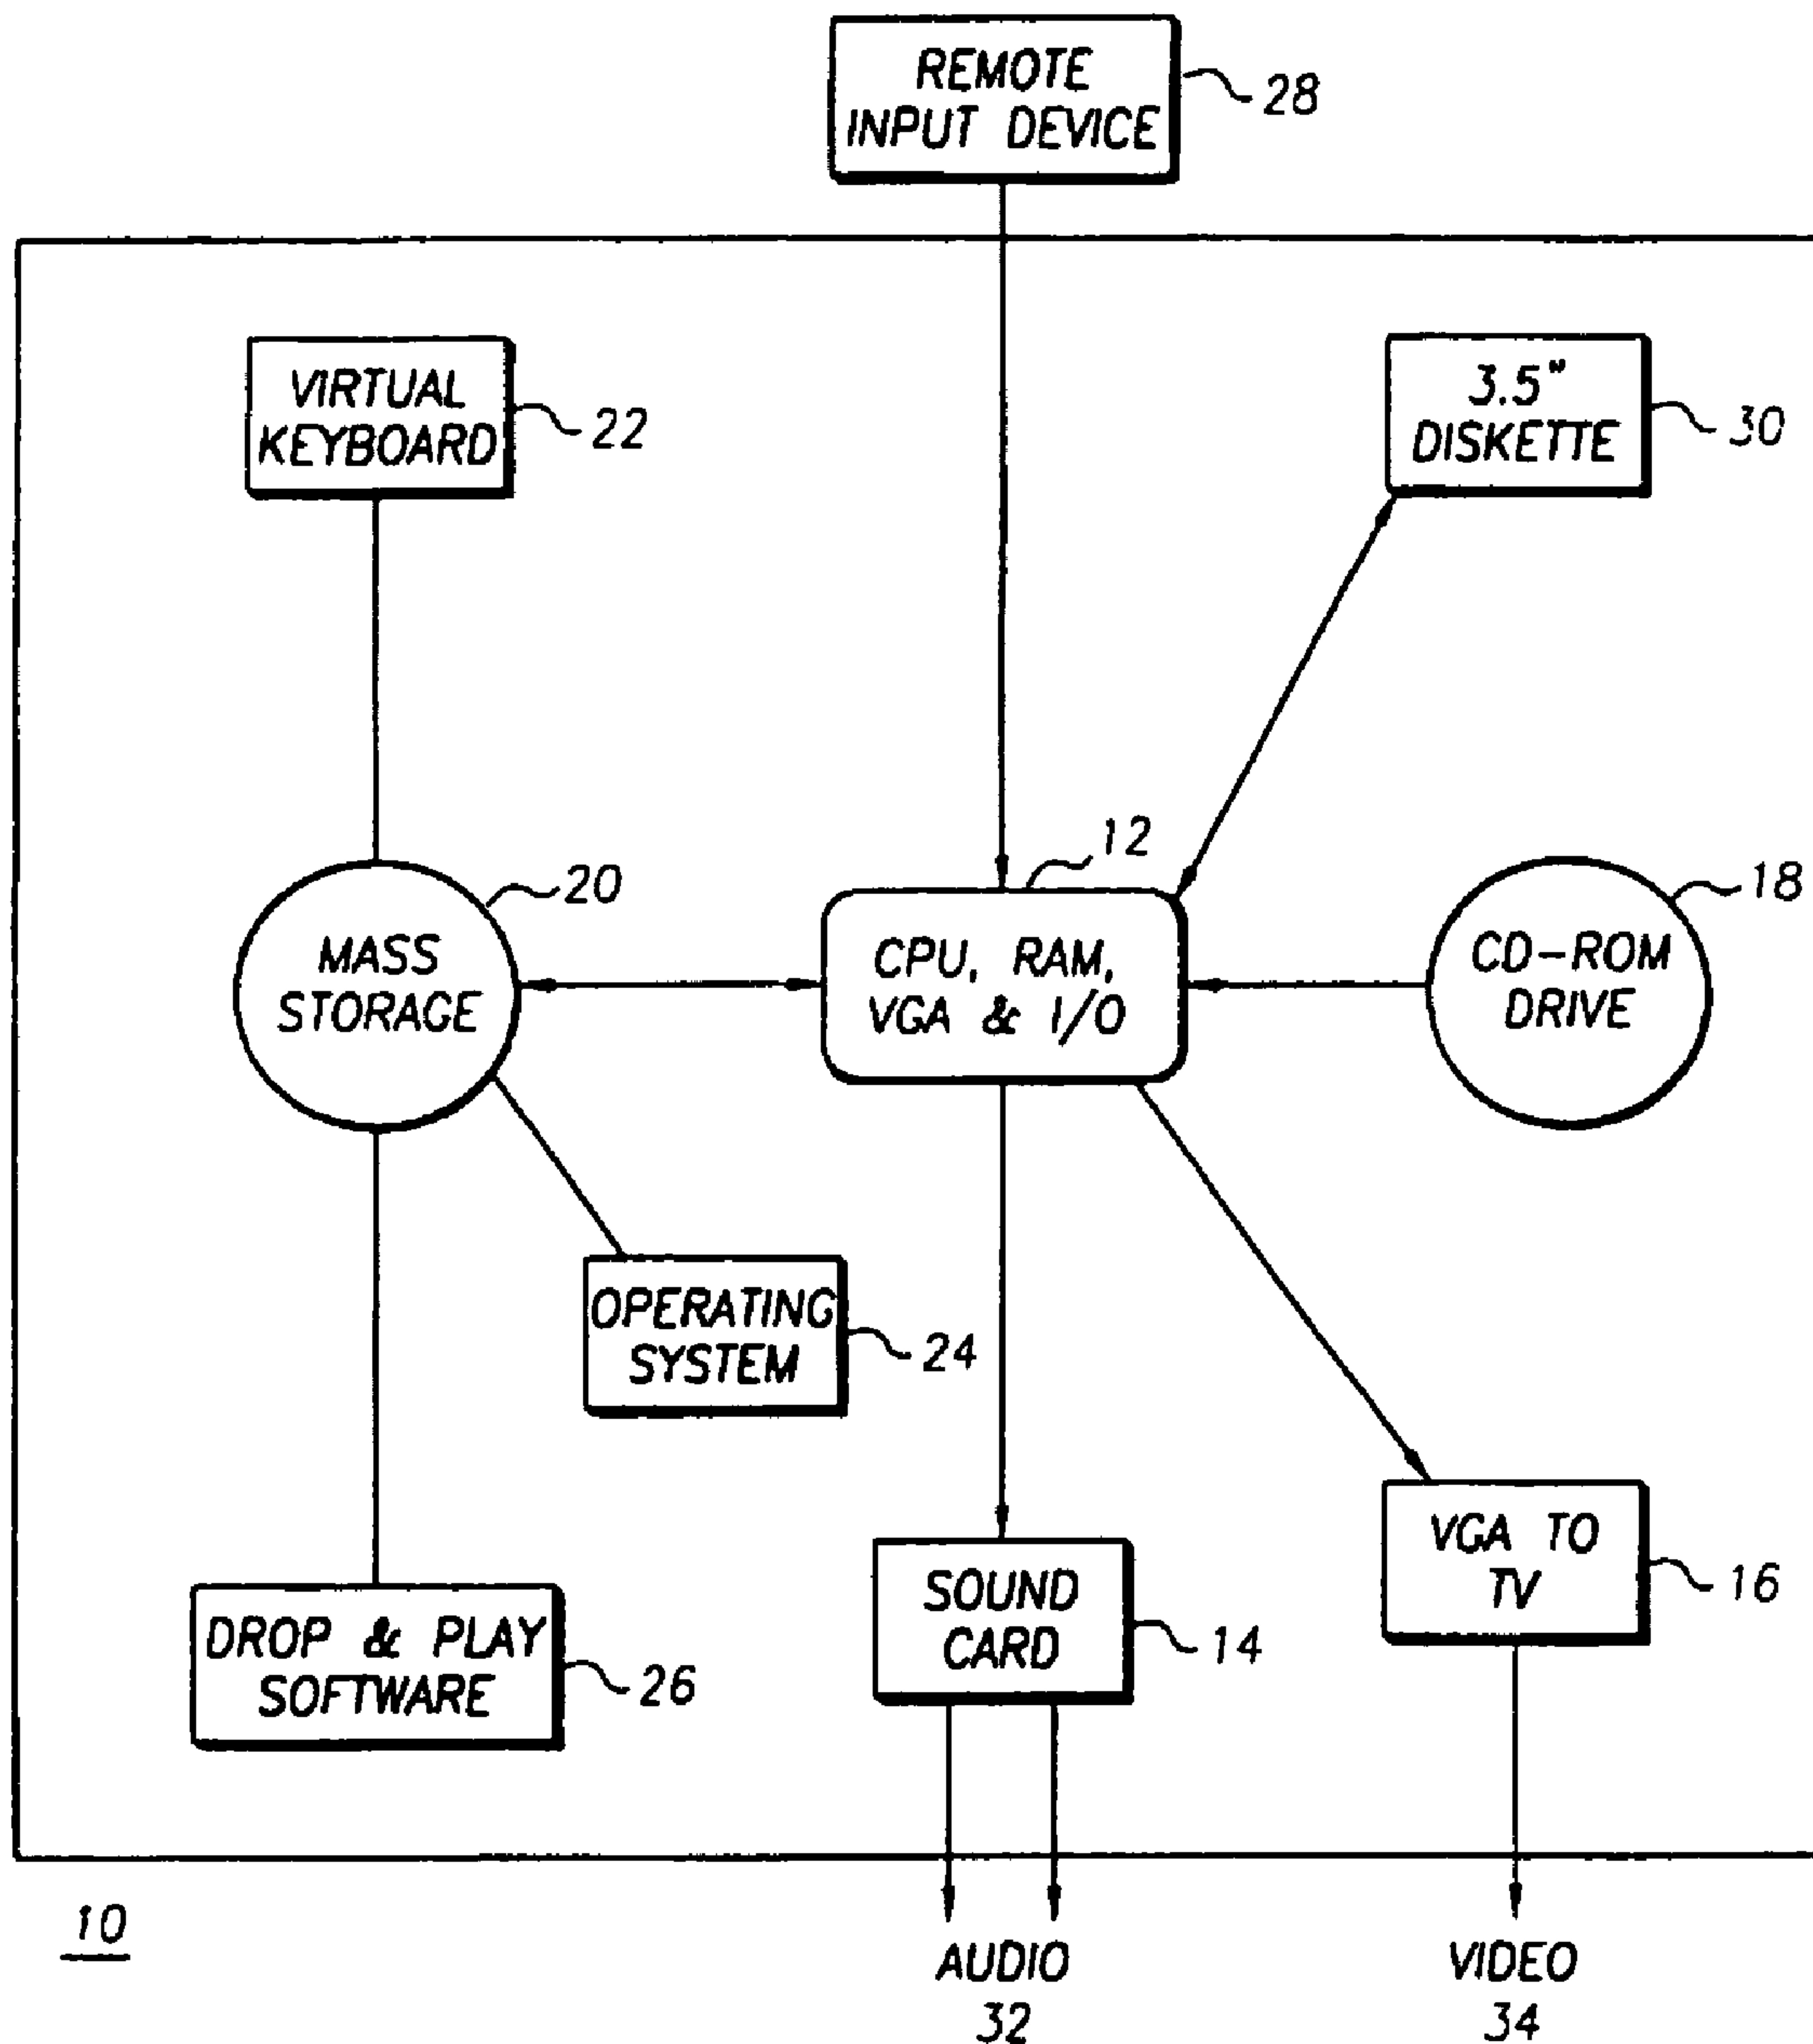 REMOTE
INPUT DEVICE
28
VIRTUAL
KEYBOARD
22
3.5"
DISKETTE
30
20
MASS
STORAGE
12
CPU, RAM,
VGA & I/O
18
CD-ROM
DRIVE
OPERATING
SYSTEM
24
DROP & PLAY
SOFTWARE
26
SOUND
CARD
14
VGA TO
TV
16
10
AUDIO
32
VIDEO
34